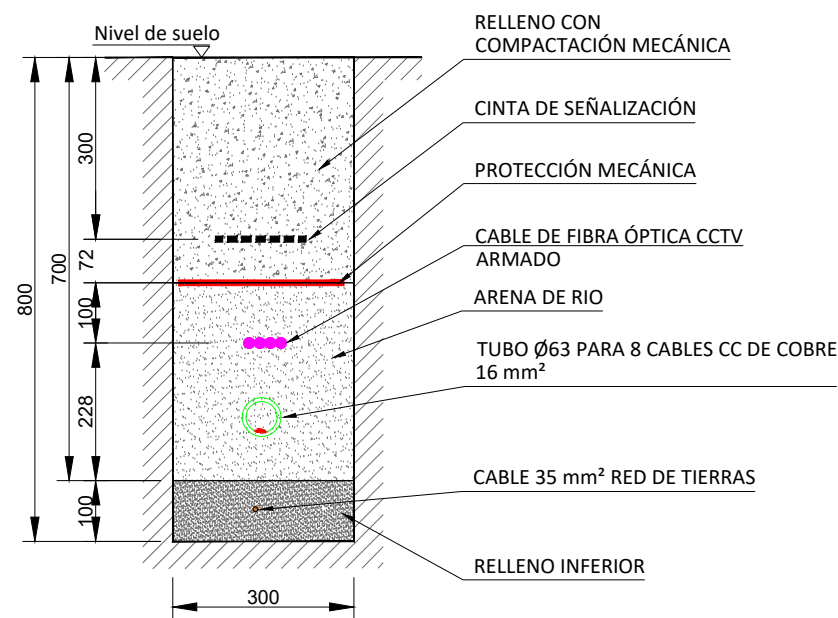 Nivel de suelo
RELLENO CON
COMPACTACIÓN MECÁNICA
CINTA DE SEÑALIZACIÓN
PROTECCIÓN MECÁNICA
CABLE DE FIBRA ÓPTICA CCTV
ARMADO
ARENA DE RIO
TUBO Ø63 PARA 8 CABLES CC DE COBRE
16 mm²
CABLE 35 mm² RED DE TIERRAS
RELLENO INFERIOR
800
700
300
72
100
228
100
300